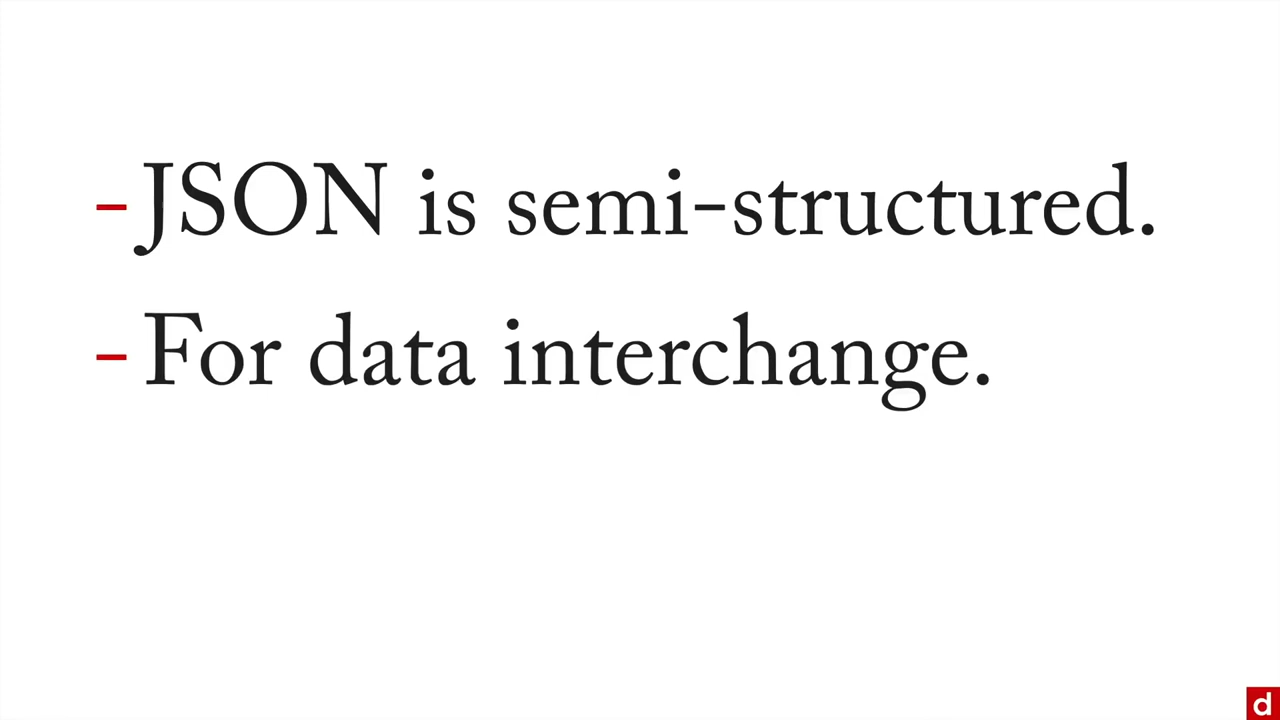 -JSON is semi-structured.
-For data interchange.
d